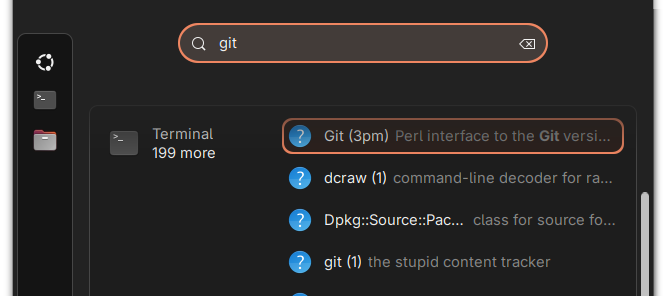 git
Terminal
199 more
Git (3pm) Perl interface to the Git versi...
dcraw (1) command-line decoder for ra...
Dpkg::Source::Pac... class for source fo...
git (1) the stupid content tracker